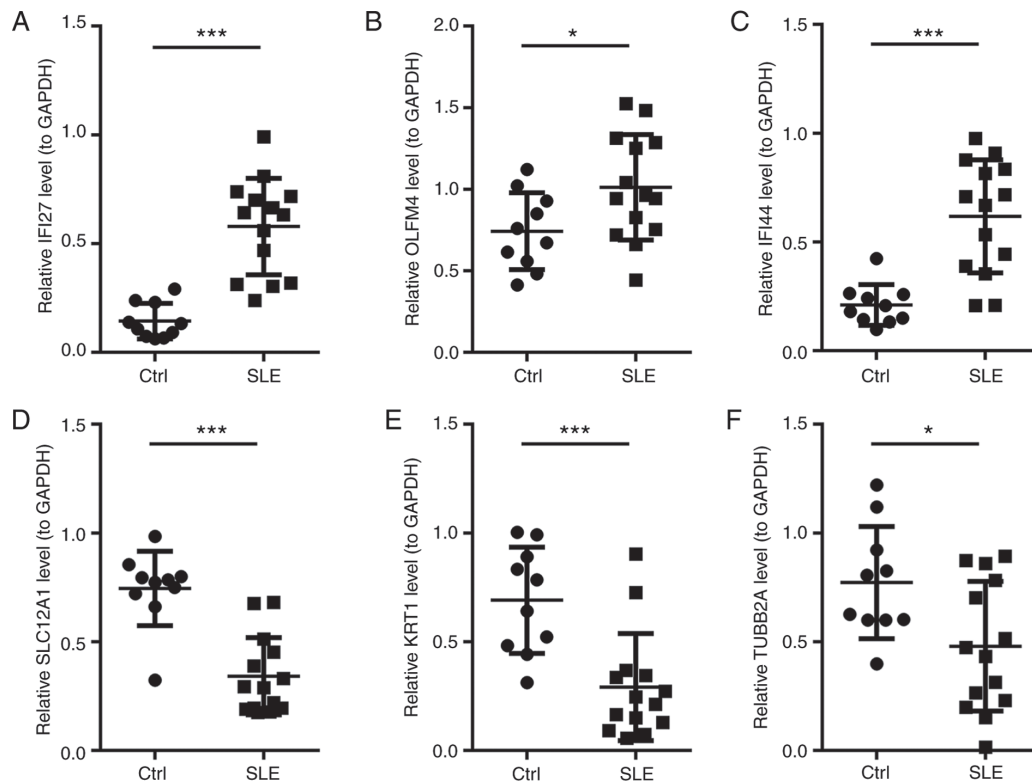 A
Relative IFI27 level (to GAPDH)
1.5
1.0
0.5
0.0
***
Ctrl
SLE
B
Relative OLFM4 level (to GAPDH)
2.0
1.5
1.0
0.5
0.0
*
Ctrl
SLE
C
Relative IFI44 level (to GAPDH)
1.5
1.0
0.5
0.0
***
Ctrl
SLE
D
Relative SLC12A1 level (to GAPDH)
1.5
1.0
0.5
0.0
***
Ctrl
SLE
E
Relative KRT1 level (to GAPDH)
1.5
1.0
0.5
0.0
***
Ctrl
SLE
F
Relative TUBB2A level (to GAPDH)
1.5
1.0
0.5
0.0
*
Ctrl
SLE